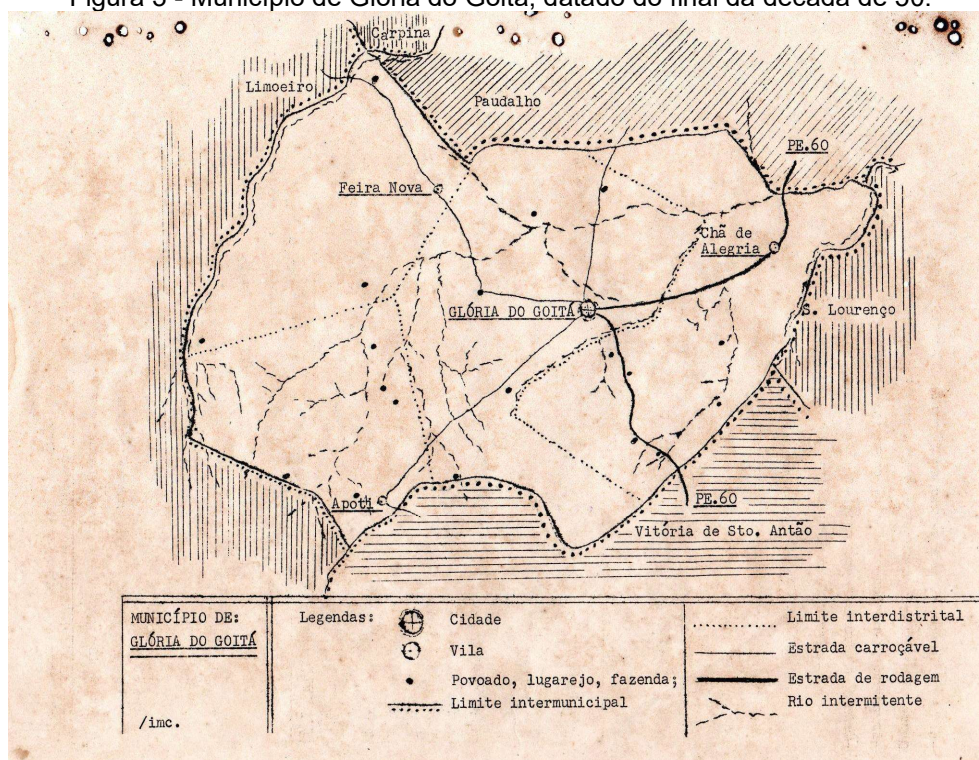 Figura 5 - Município de Glória do Goitá, datado do final da década de 50.
Carpina
Limoeiro
Paudalho
PE.60
Feira Nova
Chã de
Alegria
GLÓRIA DO GOITÁ
S. Lourenço
Apoti
PE.60
Vitória de Sto. Antão
MUNICÍPIO DE:
GLÓRIA DO GOITÁ
/imc.
Legendas:
Cidade
Vila
Povoado, lugarejo, fazenda;
Limite intermunicipal
Limite interdistrital
Estrada carroçável
Estrada de rodagem
Rio intermitente